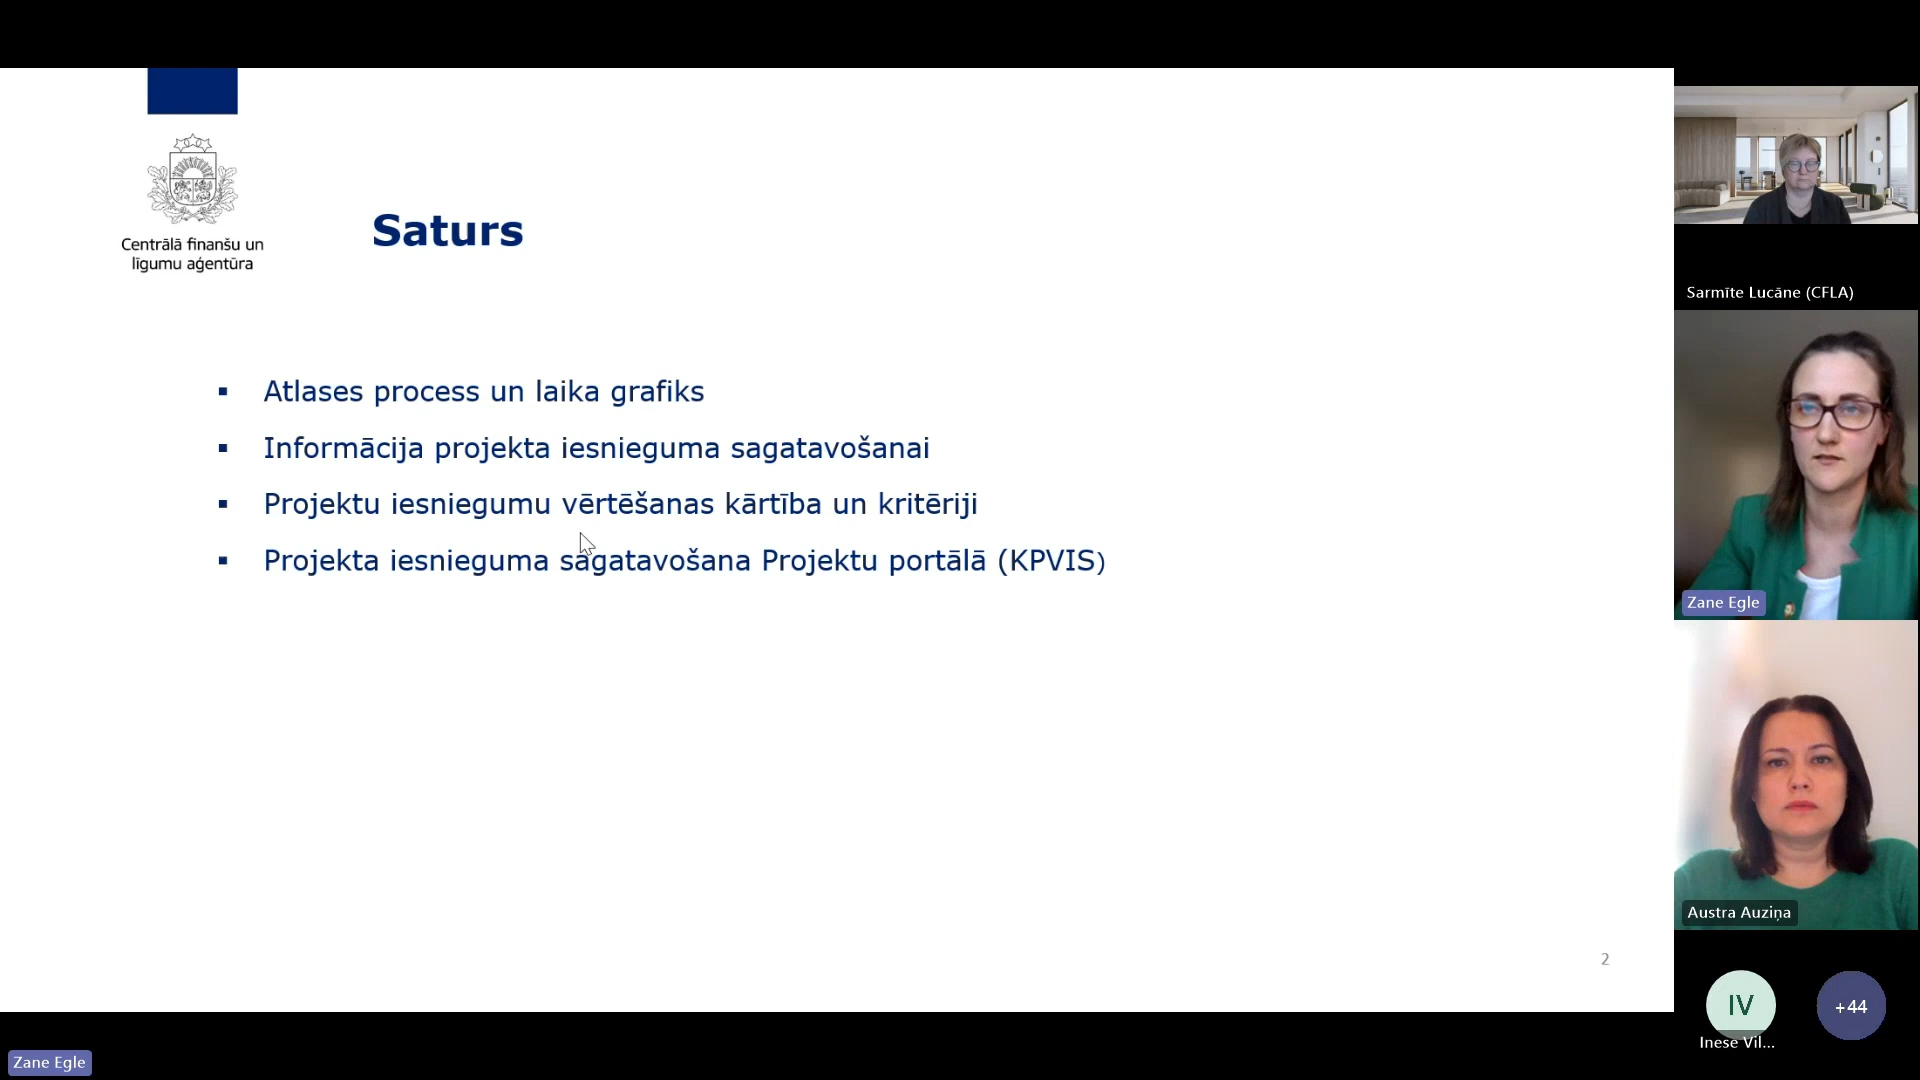 Centrālā finanšu un
līgumu aģentūra
Saturs
▪ Atlases process un laika grafiks
▪ Informācija projekta iesnieguma sagatavošanai
▪ Projektu iesniegumu vērtēšanas kārtība un kritēriji
▪ Projekta iesnieguma sagatavošana Projektu portālā (KPVIS)
2
Sarmīte Lucāne (CFLA)
Zane Egle
Austra Auziņa
IV
+44
Inese Vil...
Zane Egle